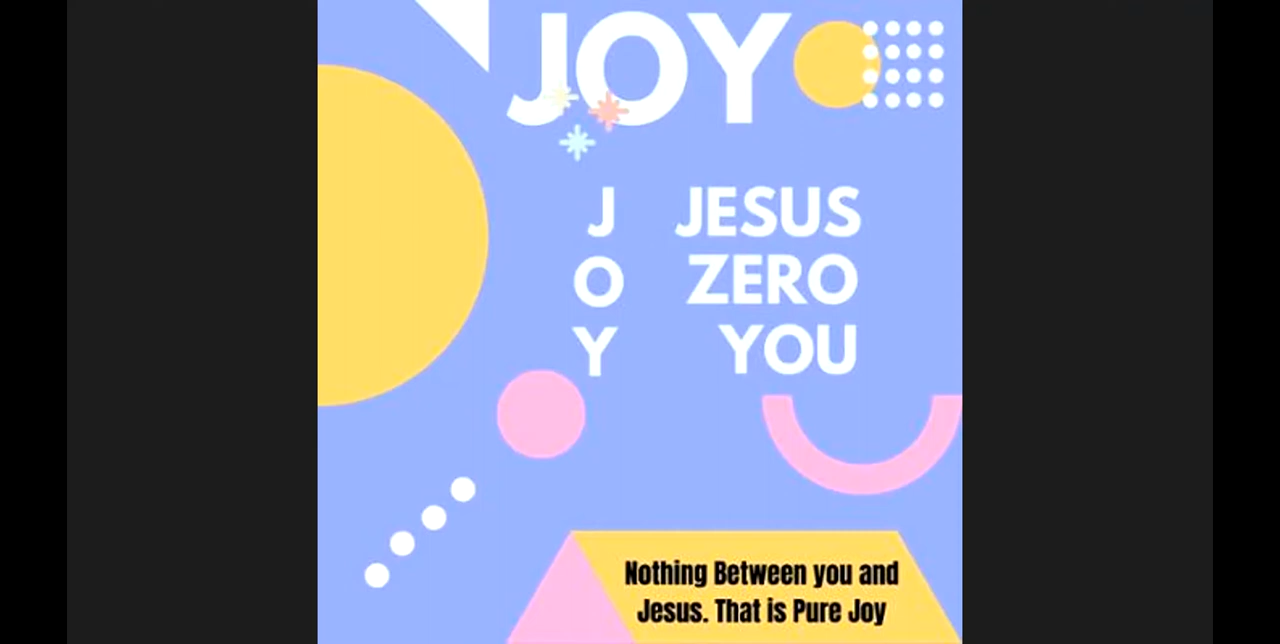 JOY
J JESUS
O ZERO
Y YOU
Nothing Between you and
Jesus. That is Pure Joy